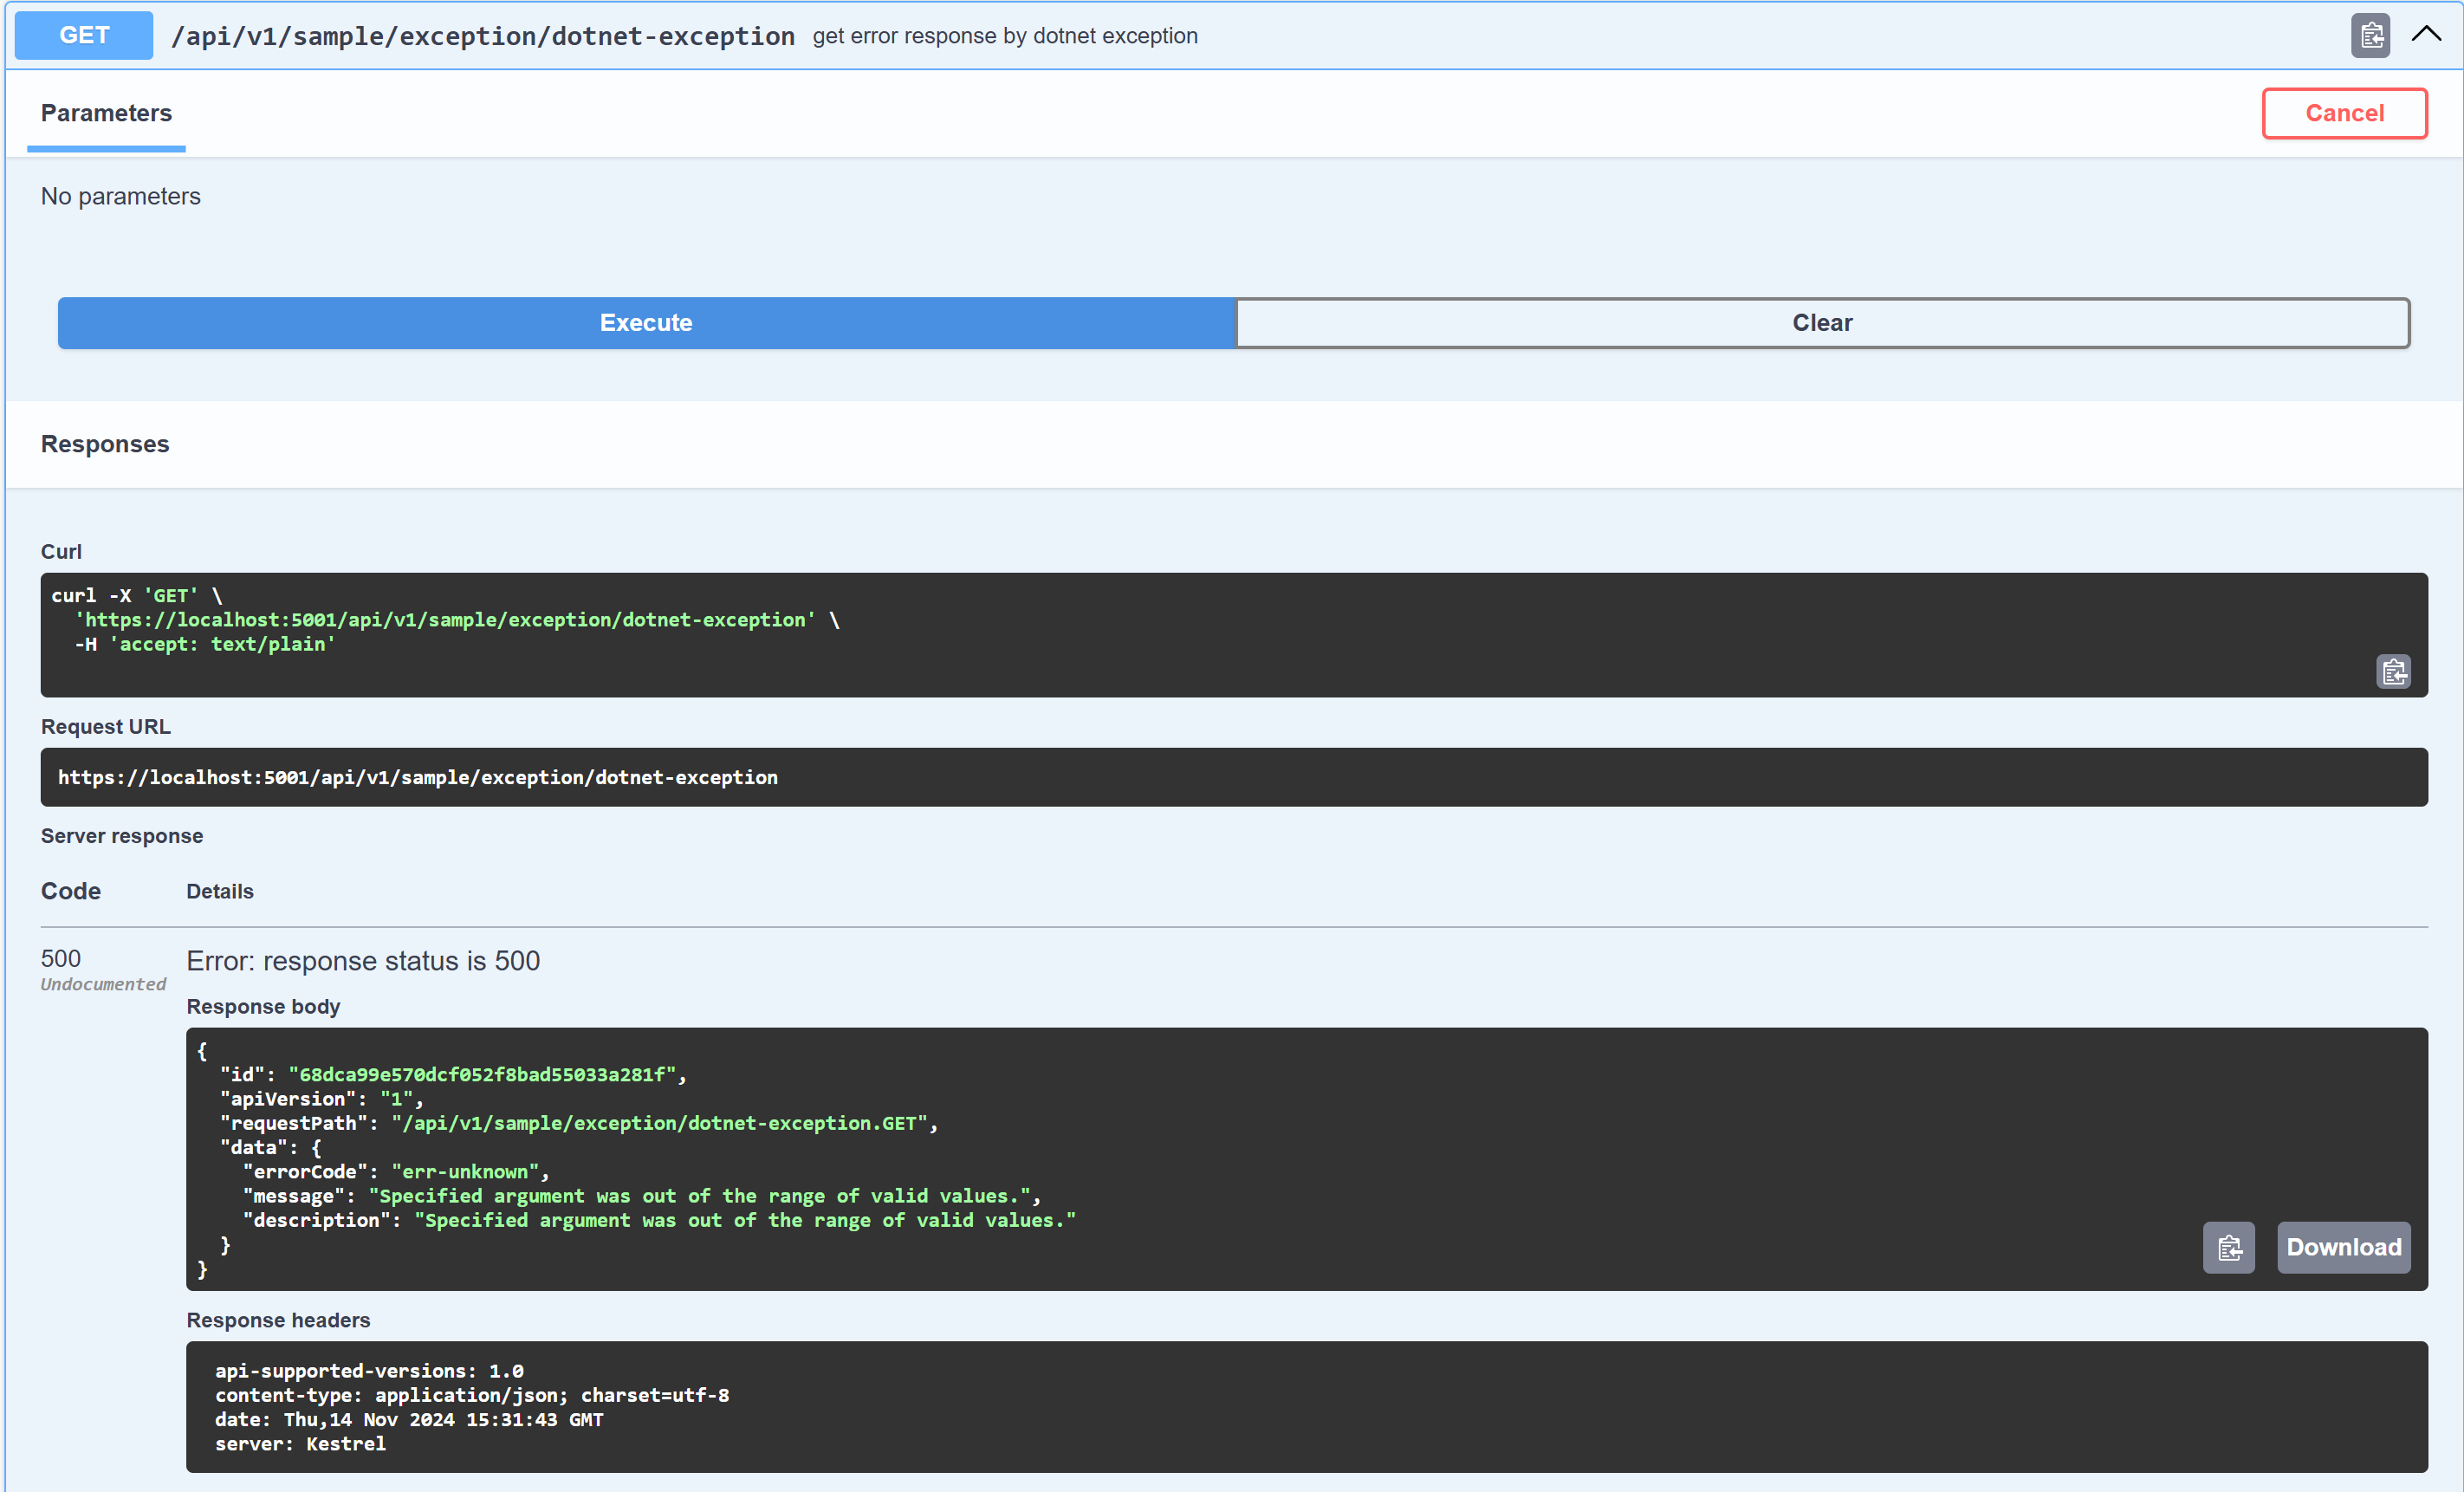 GET /api/v1/sample/exception/dotnet-exception get error response by dotnet exception
Parameters
Cancel
No parameters
Execute
Clear
Responses
Curl
curl -X 'GET' \
  'https://localhost:5001/api/v1/sample/exception/dotnet-exception' \
  -H 'accept: text/plain'
Request URL
https://localhost:5001/api/v1/sample/exception/dotnet-exception
Server response
Code Details
500
Undocumented
Error: response status is 500
Response body
{
  "id": "68dca99e570dcf052f8bad55033a281f",
  "apiVersion": "1",
  "requestPath": "/api/v1/sample/exception/dotnet-exception.GET",
  "data": {
    "errorCode": "err-unknown",
    "message": "Specified argument was out of the range of valid values.",
    "description": "Specified argument was out of the range of valid values."
  }
}
Download
Response headers
api-supported-versions: 1.0
content-type: application/json; charset=utf-8
date: Thu,14 Nov 2024 15:31:43 GMT
server: Kestrel